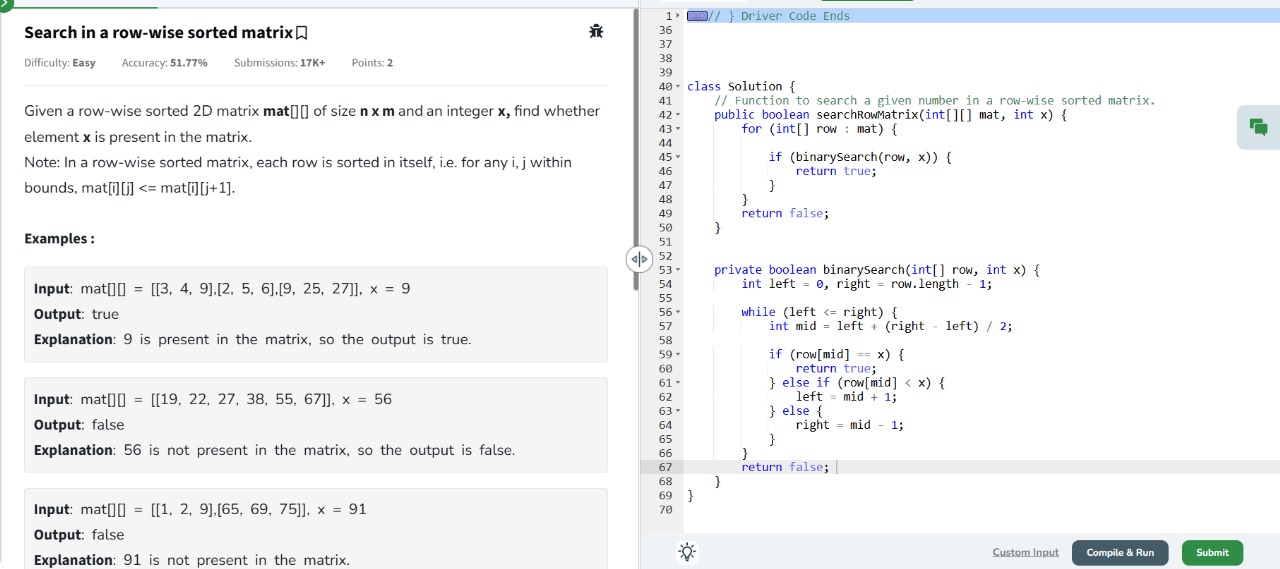 Search in a row-wise sorted matrix
Difficulty: Easy Accuracy: 51.77% Submissions: 17K+ Points: 2
Given a row-wise sorted 2D matrix mat[][] of size n x m and an integer x, find whether
element x is present in the matrix.
Note: In a row-wise sorted matrix, each row is sorted in itself, i.e. for any i, j within
bounds, mat[i][j] <= mat[i][j+1].
Examples :
Input: mat[][] = [[3, 4, 9],[2, 5, 6],[9, 25, 27]], x = 9
Output: true
Explanation: 9 is present in the matrix, so the output is true.
Input: mat[][] = [[19, 22, 27, 38, 55, 67]], x = 56
Output: false
Explanation: 56 is not present in the matrix, so the output is false.
Input: mat[][] = [[1, 2, 9],[65, 69, 75]], x = 91
Output: false
Explanation: 91 is not present in the matrix.
1 // } Driver Code Ends
36
37
38
39
40 class Solution {
41 // Function to search a given number in a row-wise sorted matrix.
42 public boolean searchRowMatrix(int[][] mat, int x) {
43 for (int[] row : mat) {
44
45 if (binarySearch(row, x)) {
46 return true;
47 }
48 }
49 return false;
50 }
51
52
53 private boolean binarySearch(int[] row, int x) {
54 int left = 0, right = row.length - 1;
55
56 while (left <= right) {
57 int mid = left + (right - left) / 2;
58
59 if (row[mid] == x) {
60 return true;
61 } else if (row[mid] < x) {
62 left = mid + 1;
63 } else {
64 right = mid - 1;
65 }
66 }
67 return false;
68 }
69 }
70
Custom Input Compile & Run Submit